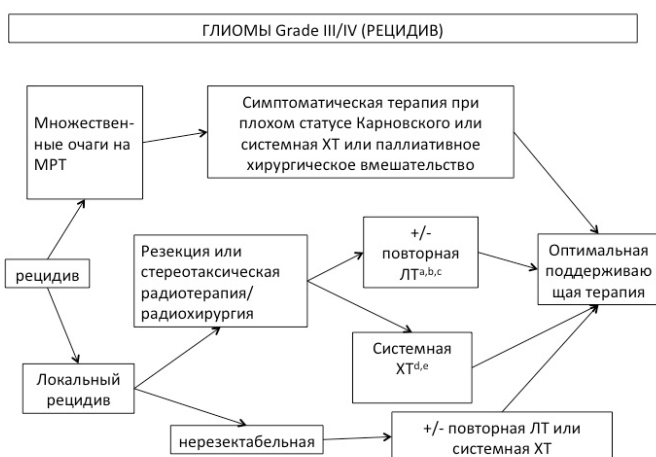 ГЛИОМЫ Grade III/IV (РЕЦИДИВ)
Множествен-
ные очаги на
МРТ
Симптоматическая терапия при
плохом статусе Карновского или
системная ХТ или паллиативное
хирургическое вмешательство
рецидив
Резекция или
стереотаксическая
радиотерапия/
радиохирургия
+/-
повторная
ЛТa,b,c
Оптимальная
поддерживаю
щая терапия
Системная
ХТd,e
Локальный
рецидив
нерезектабельная
+/- повторная ЛТ или
системная ХТ